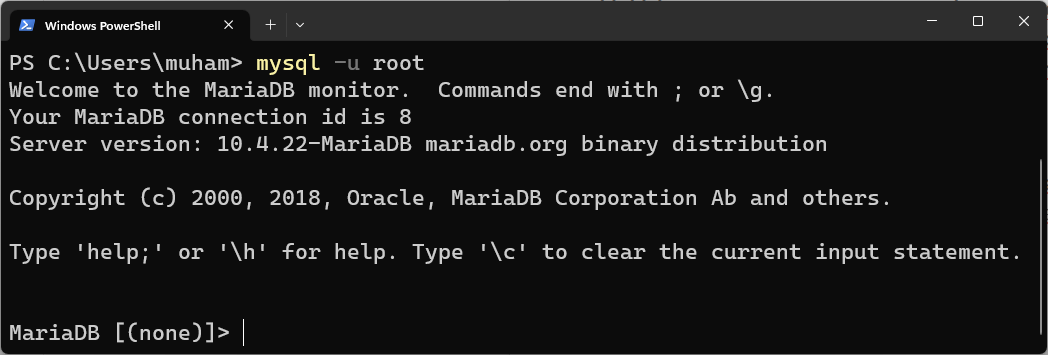 Windows PowerShell
PS C:\Users\muham> mysql -u root
Welcome to the MariaDB monitor.  Commands end with ; or \g.
Your MariaDB connection id is 8
Server version: 10.4.22-MariaDB mariadb.org binary distribution
Copyright (c) 2000, 2018, Oracle, MariaDB Corporation Ab and others.
Type 'help;' or '\h' for help. Type '\c' to clear the current input statement.
MariaDB [(none)]>